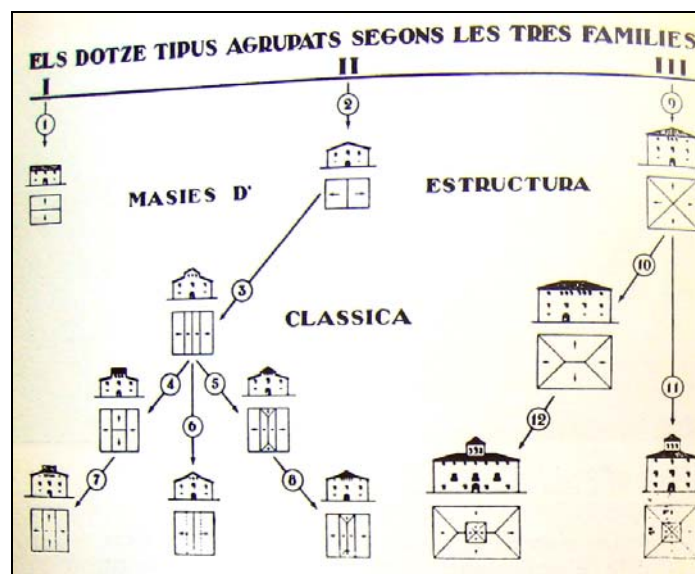 ELS DOTZE TIPUS AGRUPATS SEGONS LES TRES FAMILIES
I II III
1 2 9
MASIES D' ESTRUCTURA
3 10
CLASSICA
4 5 11
6
12
7 8